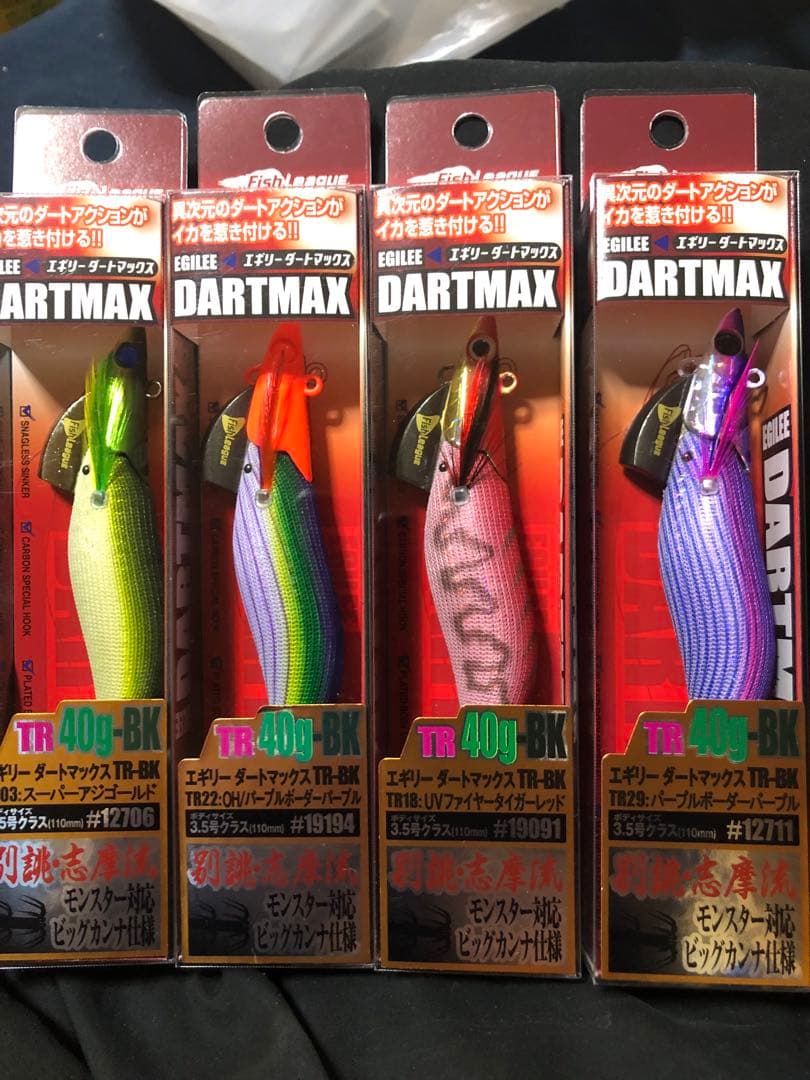 Fish League
Fish League
次元のダートアクションが
カを惹き付ける!!
EGILEE エギリーダートマックス
DARTMAX
FishLeague
SNAGLESS SINKER
CARBON SPECIAL HOOK
PLATED
TR 40g-BK
ギリー ダートマックス TR-BK
03:スーパーアジゴールド
ボディサイズ
3.5号クラス(110mm) #12706
別誂・志摩流
モンスター対応
ビッグカンナ仕様
異次元のダートアクションが
イカを惹き付ける!!
EGILEE エギリーダートマックス
DARTMAX
TR 40g-BK
エギリー ダートマックス TR-BK
TR22:OH/パープルボーダーパープル
ボディサイズ
3.5号クラス(110mm) #19194
別誂・志摩流
モンスター対応
ビッグカンナ仕様
異次元のダートアクションが
イカを惹き付ける!!
EGILEE エギリーダートマックス
DARTMAX
FishLeague
TR 40g-BK
エギリー ダートマックス TR-BK
TR18:UVファイヤータイガーレッド
ボディサイズ
3.5号クラス(110mm) #19091
別誂・志摩流
モンスター対応
ビッグカンナ仕様
異次元のダートアクションが
イカを惹き付ける!!
EGILEE エギリーダートマックス
DARTMAX
FishLeague
EGILEE
DARTM
TR 40g-BK
エギリー ダートマックス TR-BK
TR29:パープルボーダーパープル
ボディサイズ
3.5号クラス(110mm) #12711
別誂・志摩流
モンスター対応
ビッグカンナ仕様